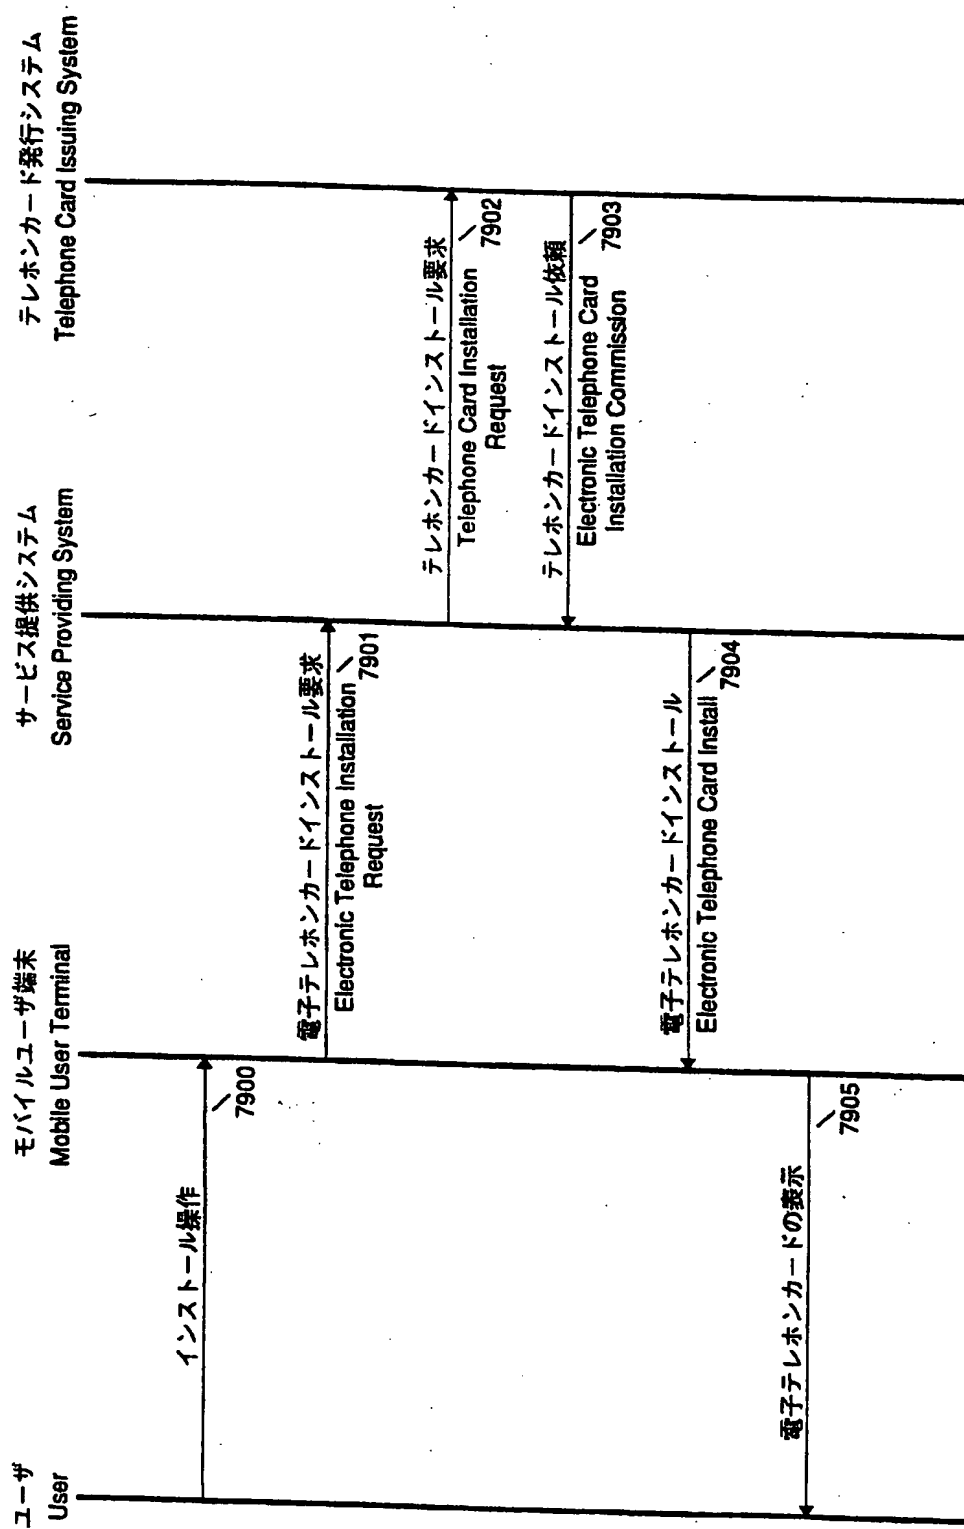 ユーザ
User
モバイルユーザ端末
Mobile User Terminal
サービス提供システム
Service Providing System
テレホンカード発行システム
Telephone Card Issuing System
インストール操作
7900
電子テレホンカードインストール要求
Electronic Telephone Installation
Request
7901
テレホンカードインストール要求
Telephone Card Installation
Request
7902
テレホンカードインストール依頼
Electronic Telephone Card
Installation Commission
7903
電子テレホンカードインストール
Electronic Telephone Card Install
7904
電子テレホンカードの表示
7905